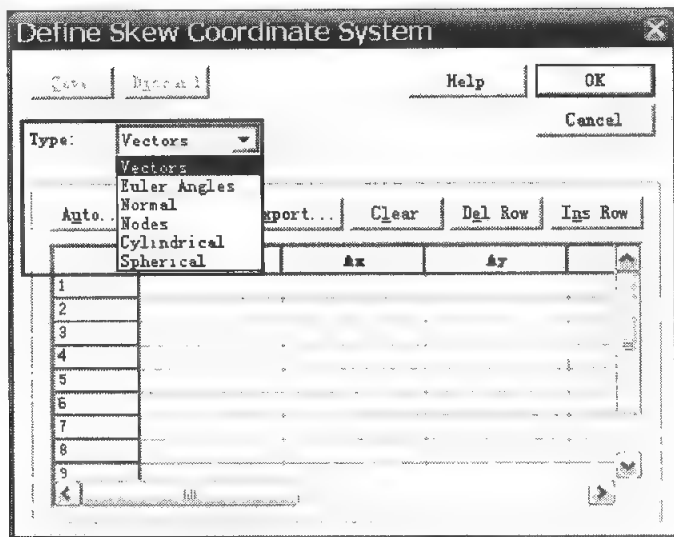 Define Skew Coordinate System
Help OK
Cancel
Type: Vectors
Vectors
Euler Angles
Normal
Nodes
Cylindrical
Spherical
Auto.. xport... Clear Del Row Ins Row
Ax Ay
1
2
3
4
5
6
7
8
9